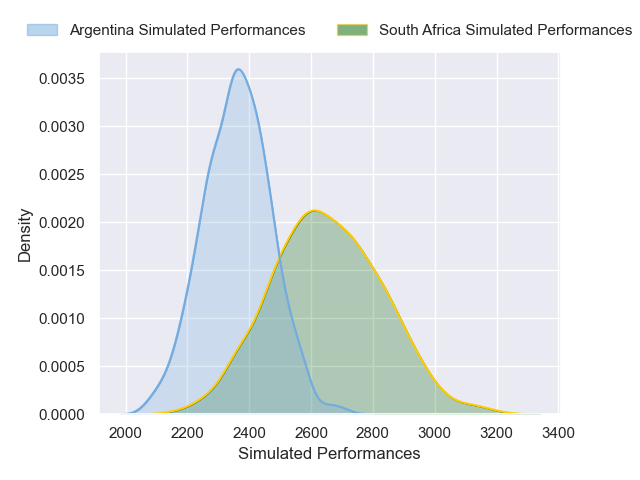 Argentina Simulated Performances
South Africa Simulated Performances
0.0035
0.0030
0.0025
0.0020
0.0015
0.0010
0.0005
0.0000
Density
2000 2200 2400 2600 2800 3000 3200 3400
Simulated Performances